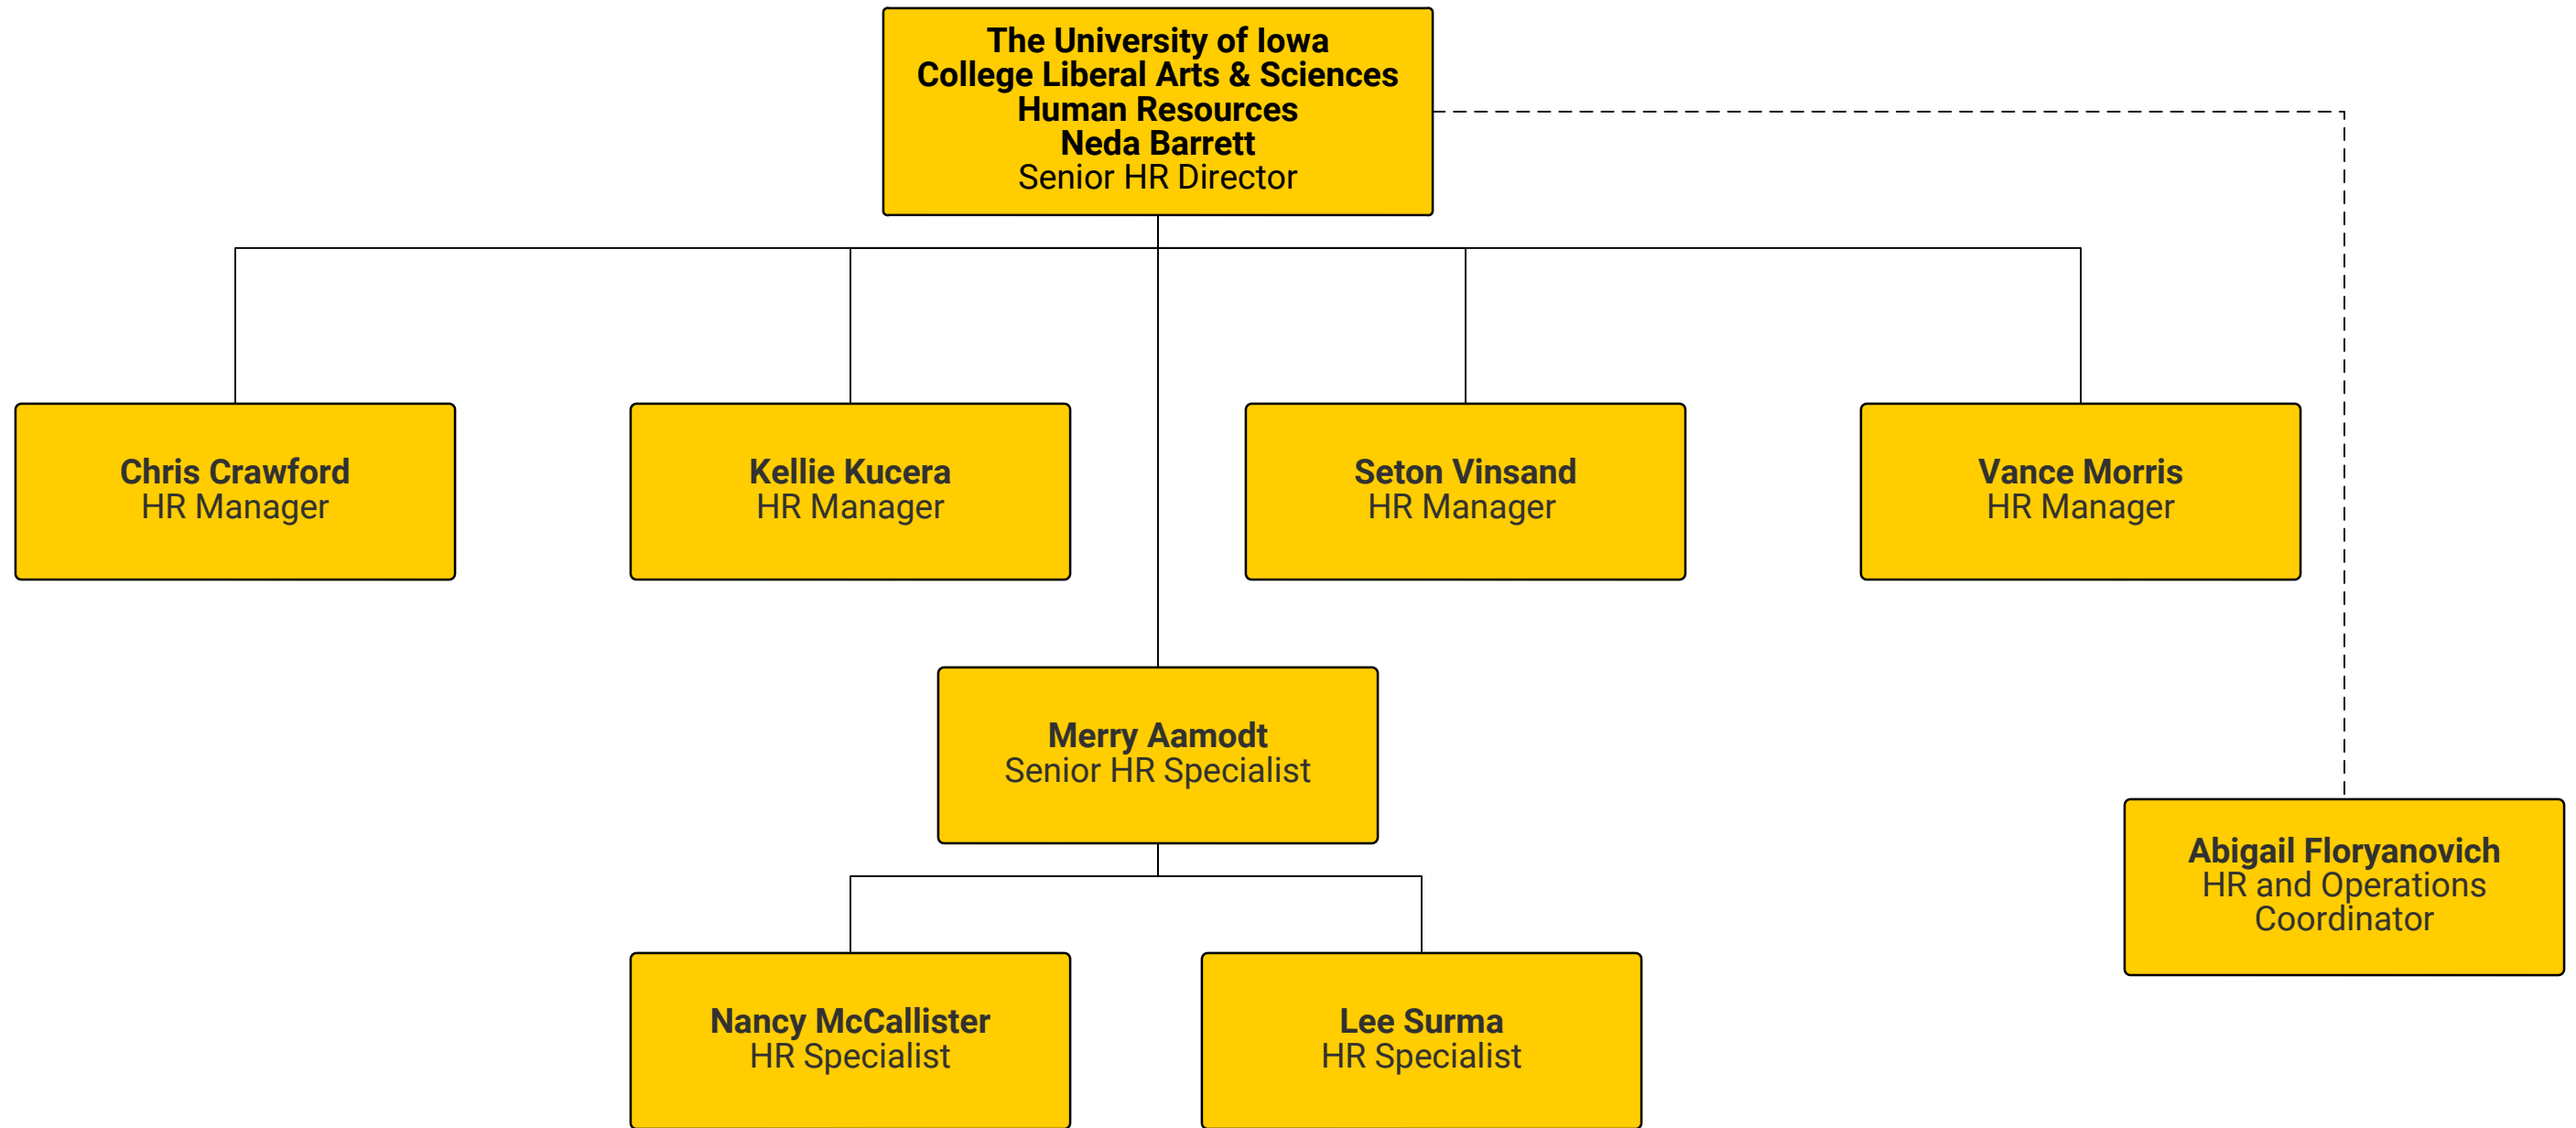 The University of Iowa
College Liberal Arts & Sciences
Human Resources
Neda Barrett
Senior HR Director
Chris Crawford
HR Manager
Kellie Kucera
HR Manager
Seton Vinsand
HR Manager
Vance Morris
HR Manager
Merry Aamodt
Senior HR Specialist
Abigail Floryanovich
HR and Operations
Coordinator
Nancy McCallister
HR Specialist
Lee Surma
HR Specialist